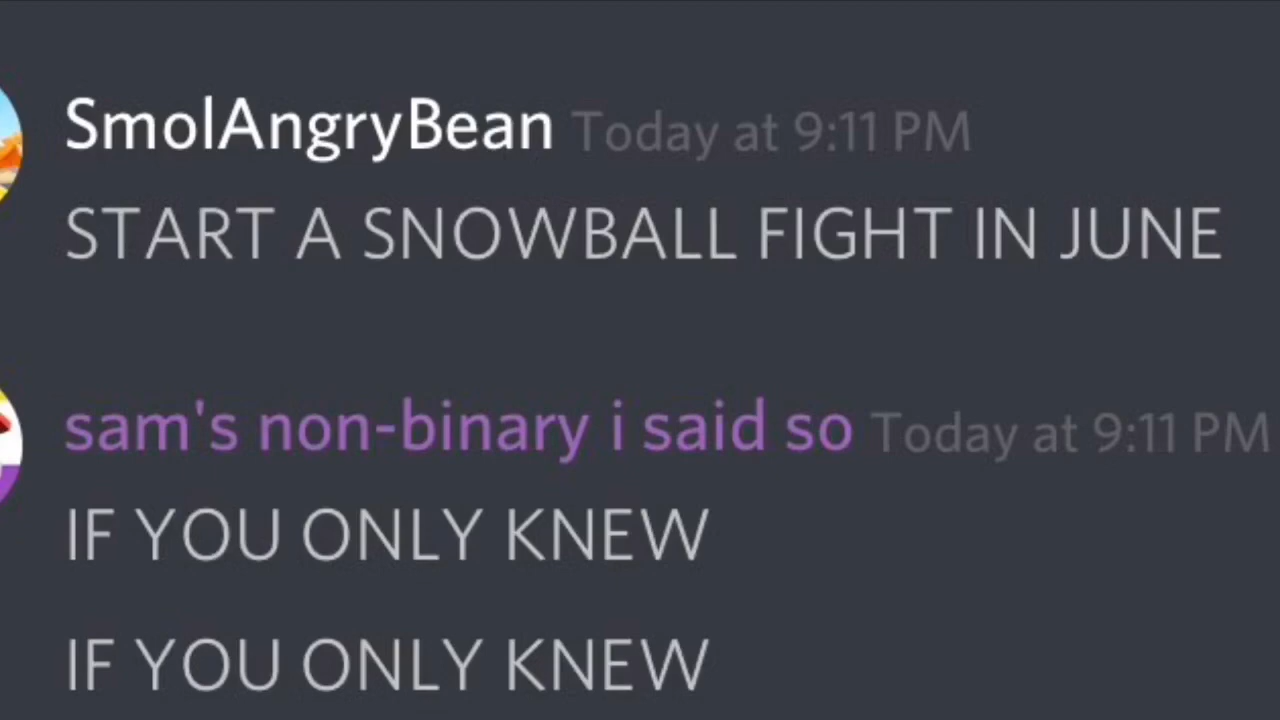 SmolAngryBean Today at 9:11 PM
START A SNOWBALL FIGHT IN JUNE
sam's non-binary i said so Today at 9:11 PM
IF YOU ONLY KNEW
IF YOU ONLY KNEW